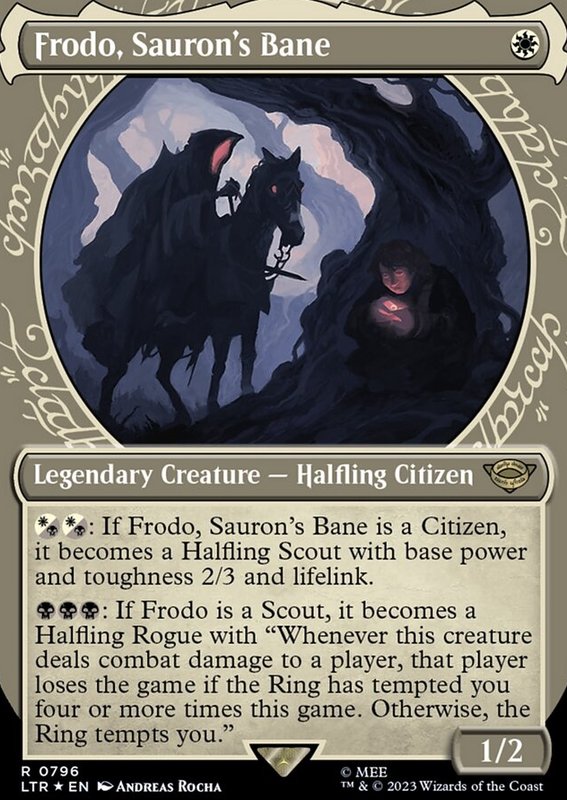 Frodo, Sauron's Bane
Legendary Creature — Halfling Citizen
: If Frodo, Sauron's Bane is a Citizen,
it becomes a Halfling Scout with base power
and toughness 2/3 and lifelink.
: If Frodo is a Scout, it becomes a
Halfling Rogue with “Whenever this creature
deals combat damage to a player, that player
loses the game if the Ring has tempted you
four or more times this game. Otherwise, the
Ring tempts you.”
1/2
R 0796
LTR ★ EN ANDREAS ROCHA
© MEE
™ & © 2023 Wizards of the Coast